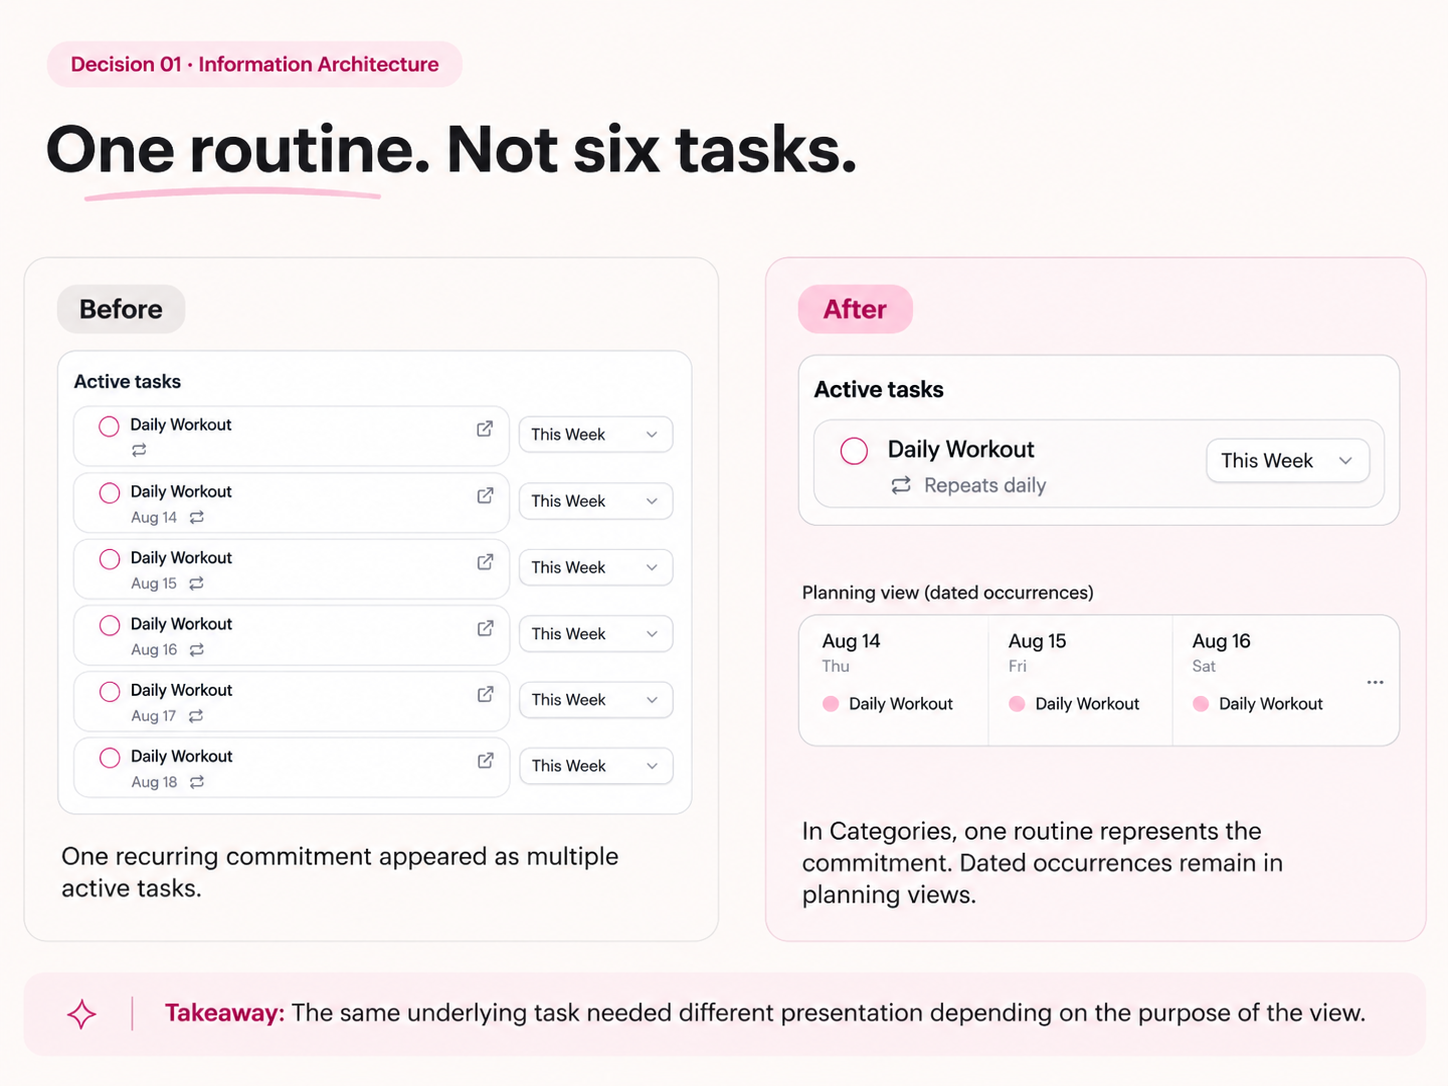 Decision 01 · Information Architecture
One routine. Not six tasks.
Before
Active tasks
Daily Workout
This Week
Daily Workout
Aug 14
This Week
Daily Workout
Aug 15
This Week
Daily Workout
Aug 16
This Week
Daily Workout
Aug 17
This Week
Daily Workout
Aug 18
This Week
One recurring commitment appeared as multiple
active tasks.
After
Active tasks
Daily Workout
Repeats daily
This Week
Planning view (dated occurrences)
Aug 14
Thu
Daily Workout
Aug 15
Fri
Daily Workout
Aug 16
Sat
Daily Workout
...
In Categories, one routine represents the
commitment. Dated occurrences remain in
planning views.
Takeaway: The same underlying task needed different presentation depending on the purpose of the view.